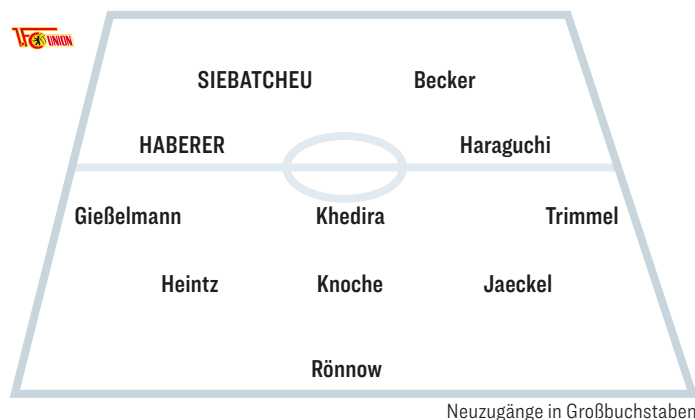 1.FC UNION
SIEBATCHEU Becker
HABERER Haraguchi
Gießelmann Khedira Trimmel
Heintz Knoche Jaeckel
Rönnow
Neuzugänge in Großbuchstaben